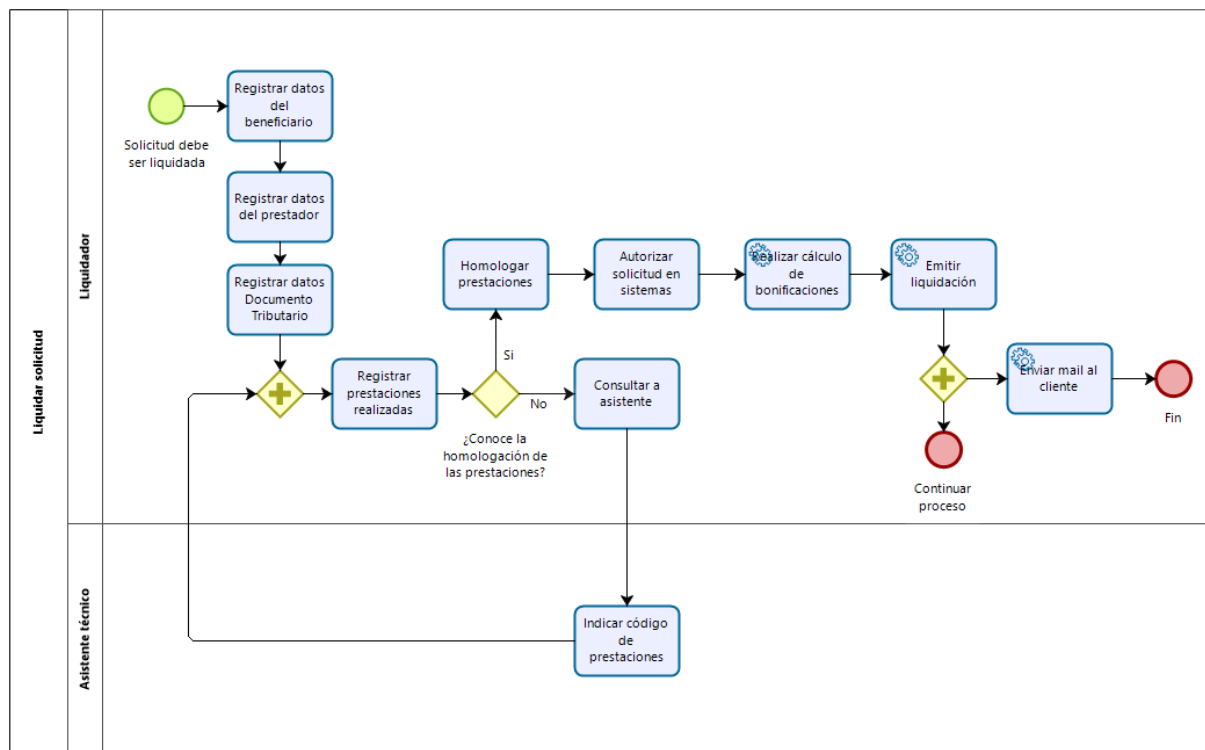 Liquidar solicitud
Liquidador
Asistente técnico
Solicitud debe
ser liquidada
Registrar datos
del
beneficiario
Registrar datos
del prestador
Registrar datos
Documento
Tributario
Registrar
prestaciones
realizadas
¿Conoce la
homologación de
las prestaciones?
Si
No
Homologar
prestaciones
Autorizar
solicitud en
sistemas
Realizar cálculo
de
bonificaciones
Emitir
liquidación
Consultar a
asistente
Enviar mail al
cliente
Fin
Continuar
proceso
Indicar código
de
prestaciones